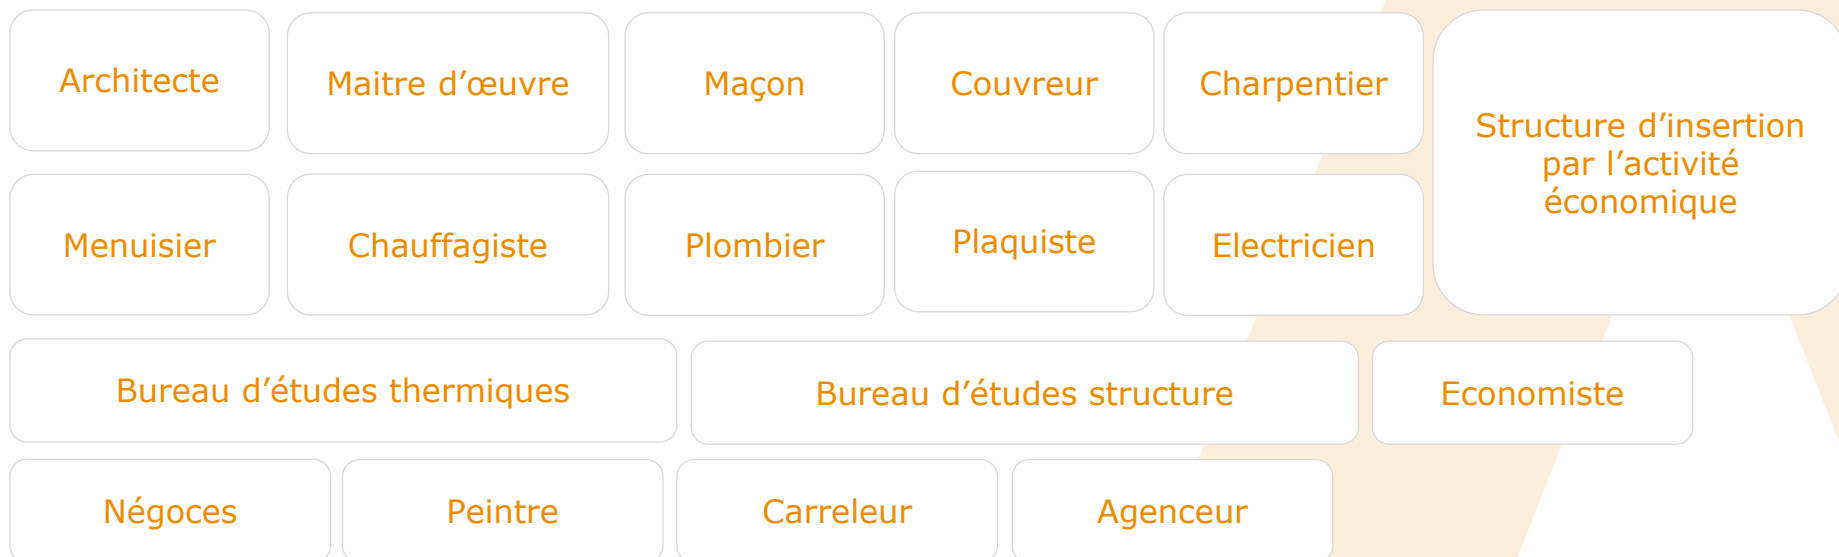 Architecte
Maitre d’œuvre
Maçon
Couvreur
Charpentier
Structure d’insertion
par l’activité
économique
Menuisier
Chauffagiste
Plombier
Plaquiste
Electricien
Bureau d’études thermiques
Bureau d’études structure
Economiste
Négoces
Peintre
Carreleur
Agenceur